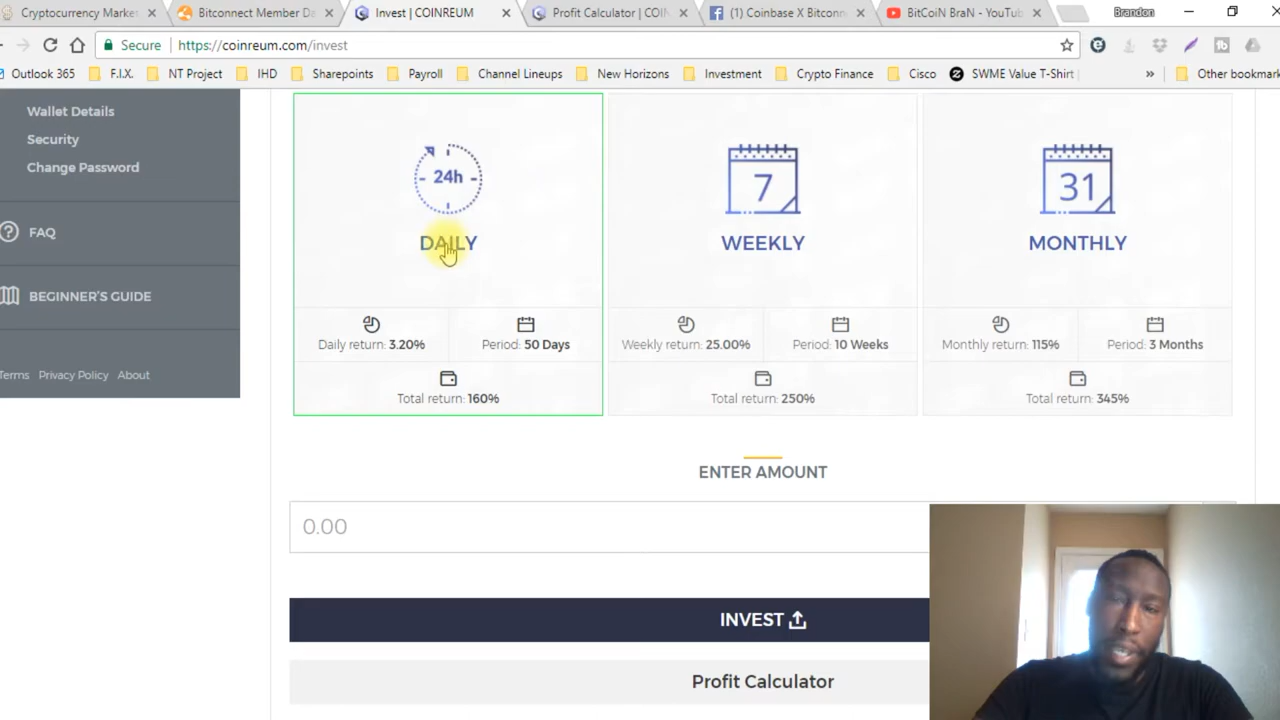 Cryptocurrency Market
Bitconnect Member Da
Invest | COINREUM
Profit Calculator | COIN
(1) Coinbase X Bitconn
BitCoiN BraN - YouTub
Brandon
Secure
https://coinreum.com/invest
Outlook 365
F.I.X.
NT Project
IHD
Sharepoints
Payroll
Channel Lineups
New Horizons
Investment
Crypto Finance
Cisco
SWME Value T-Shirt
»
Other bookmark
Wallet Details
Security
Change Password
FAQ
BEGINNER'S GUIDE
Terms Privacy Policy About
24h
7
31
DAILY
WEEKLY
MONTHLY
Daily return: 3.20%
Period: 50 Days
Weekly return: 25.00%
Period: 10 Weeks
Monthly return: 115%
Period: 3 Months
Total return: 160%
Total return: 250%
Total return: 345%
ENTER AMOUNT
0.00
INVEST
Profit Calculator